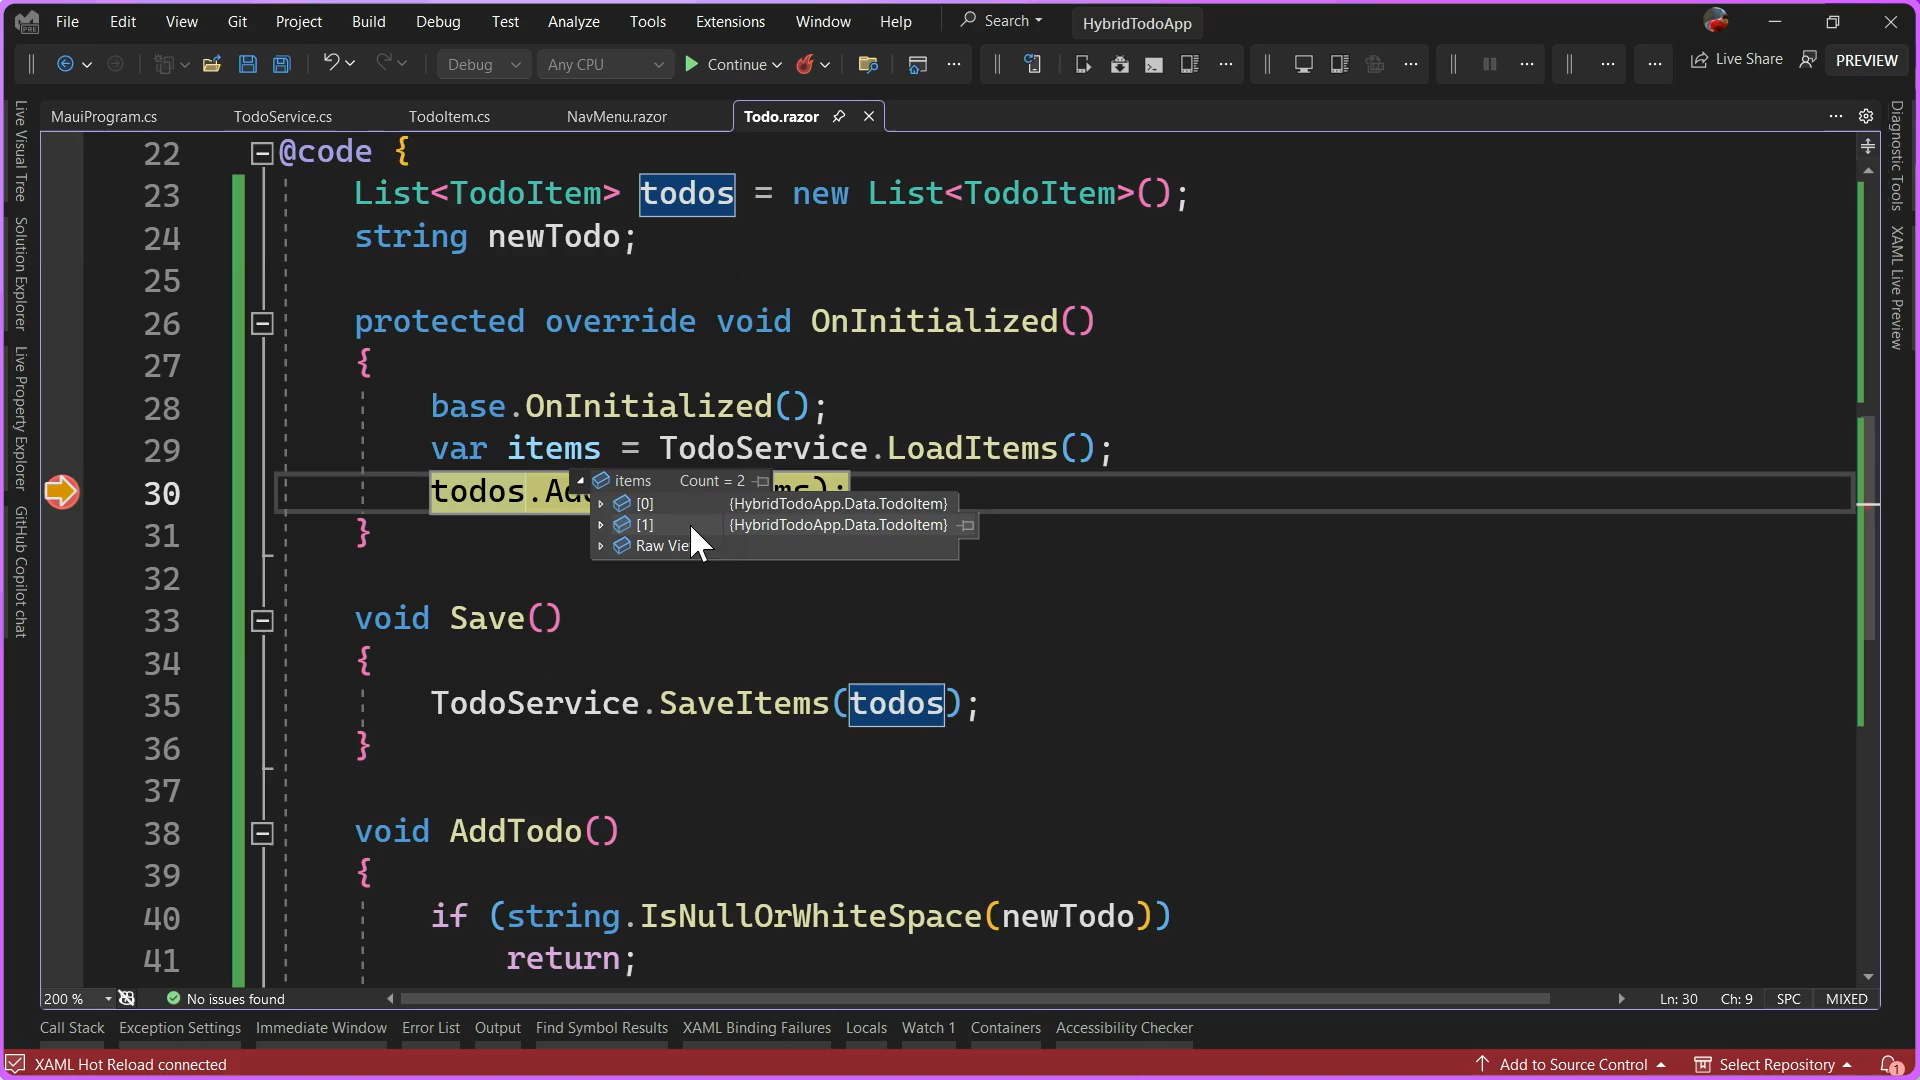 File Edit View Git Project Build Debug Test Analyze Tools Extensions Window Help Search HybridTodoApp
Debug Any CPU Continue Live Share PREVIEW
MauiProgram.cs TodoService.cs TodoItem.cs NavMenu.razor Todo.razor
Live Visual Tree
Solution Explorer
Live Property Explorer
GitHub Copilot chat
22 @code {
23 List<TodoItem> todos = new List<TodoItem>();
24 string newTodo;
25
26 protected override void OnInitialized()
27 {
28 base.OnInitialized();
29 var items = TodoService.LoadItems();
30 todos.Ad ms);
items Count = 2
[0] {HybridTodoApp.Data.TodoItem}
[1] {HybridTodoApp.Data.TodoItem}
Raw Vie
31 }
32
33 void Save()
34 {
35 TodoService.SaveItems(todos);
36 }
37
38 void AddTodo()
39 {
40 if (string.IsNullOrWhiteSpace(newTodo))
41 return;
Diagnostic Tools
XAML Live Preview
200 % No issues found Ln: 30 Ch: 9 SPC MIXED
Call Stack Exception Settings Immediate Window Error List Output Find Symbol Results XAML Binding Failures Locals Watch 1 Containers Accessibility Checker
XAML Hot Reload connected Add to Source Control Select Repository 1